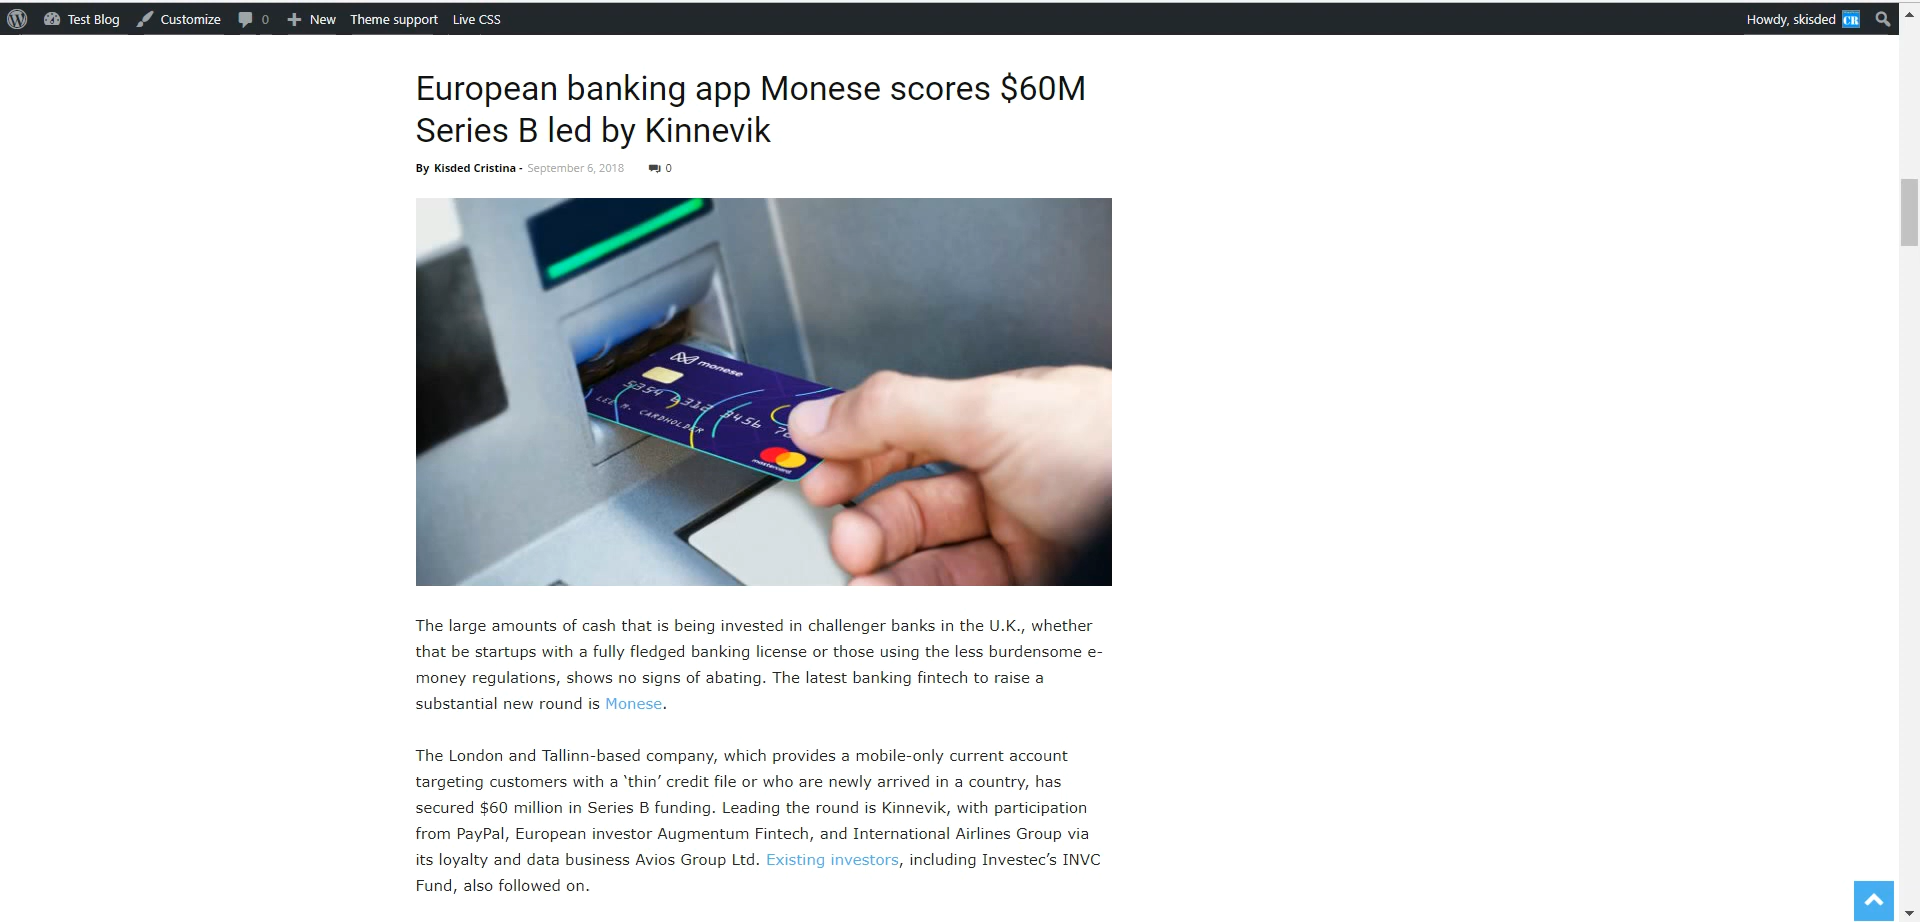 Test Blog Customize 0 New Theme support Live CSS Howdy, skisded CR
European banking app Monese scores $60M
Series B led by Kinnevik
By Kisded Cristina - September 6, 2018 0
monese
5354 6312 3456 78
LEE M. CARDHOLDER
mastercard
The large amounts of cash that is being invested in challenger banks in the U.K., whether
that be startups with a fully fledged banking license or those using the less burdensome e-
money regulations, shows no signs of abating. The latest banking fintech to raise a
substantial new round is Monese.
The London and Tallinn-based company, which provides a mobile-only current account
targeting customers with a ‘thin’ credit file or who are newly arrived in a country, has
secured $60 million in Series B funding. Leading the round is Kinnevik, with participation
from PayPal, European investor Augmentum Fintech, and International Airlines Group via
its loyalty and data business Avios Group Ltd. Existing investors, including Investec’s INVC
Fund, also followed on.